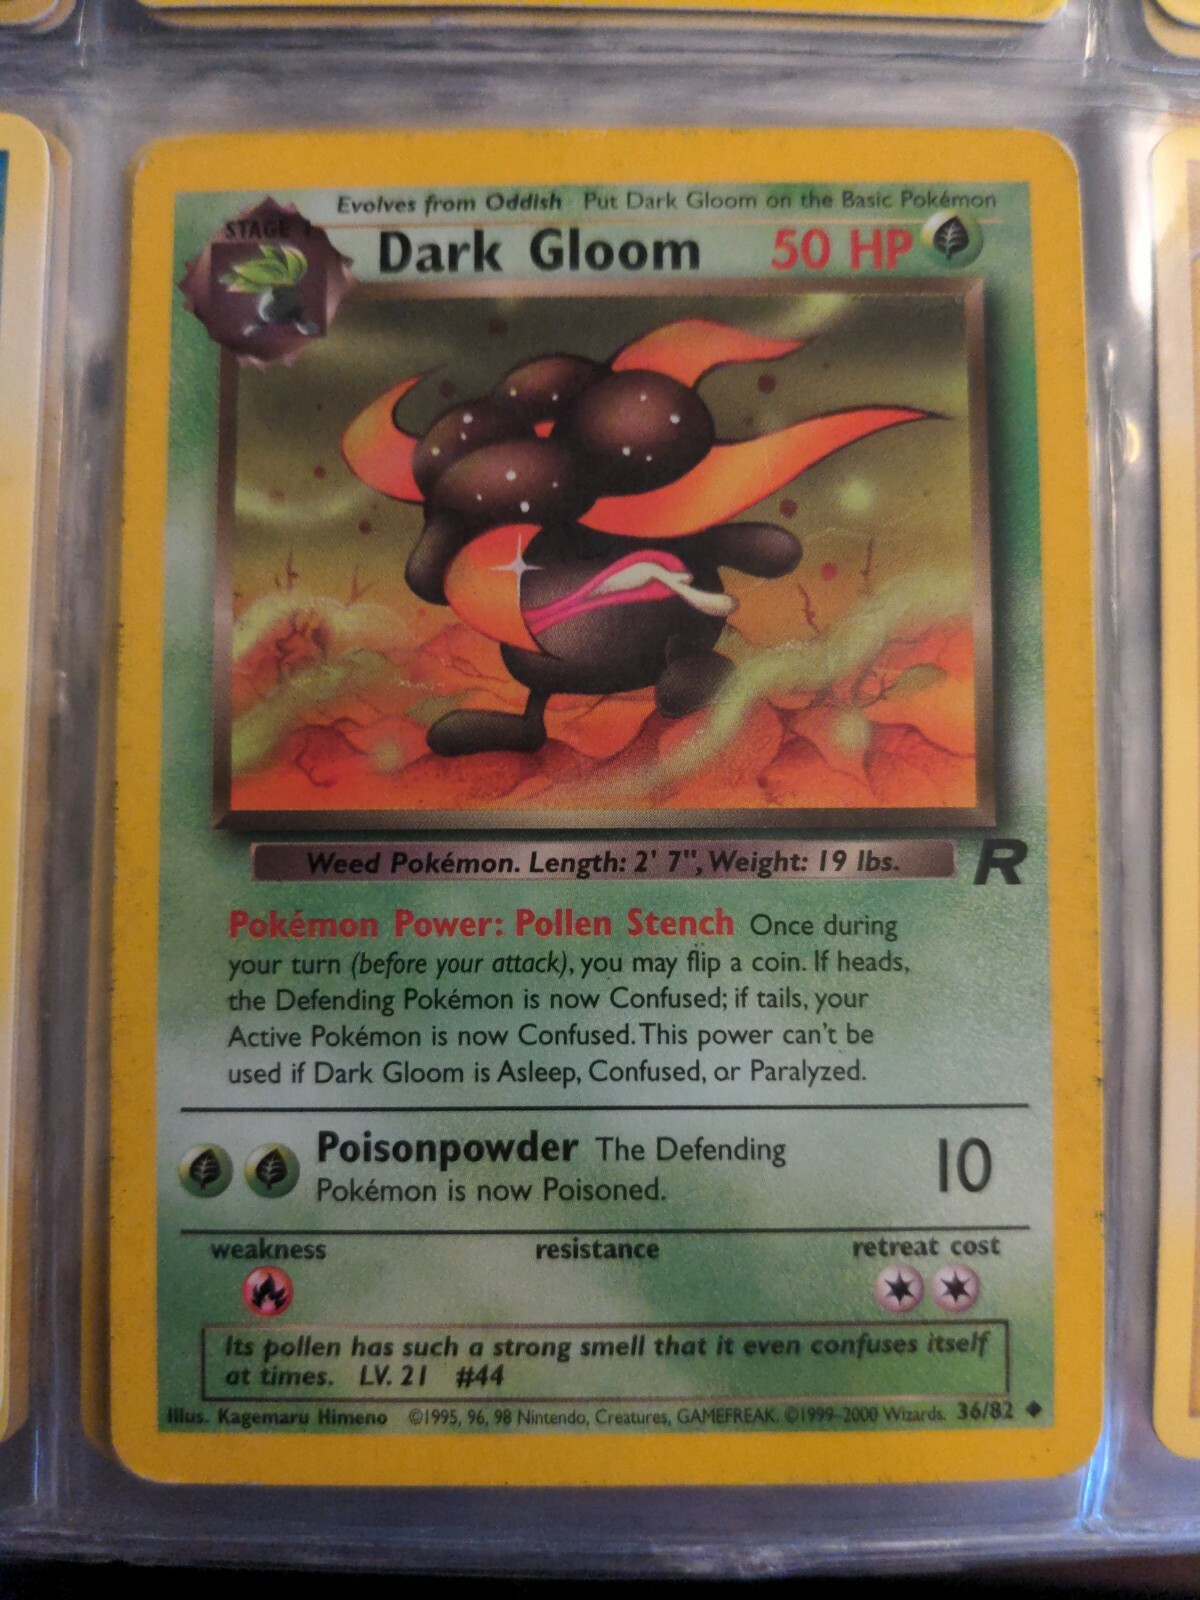 Evolves from Oddish Put Dark Gloom on the Basic Pokémon
STAGE 1
Dark Gloom 50 HP
Weed Pokémon. Length: 2' 7", Weight: 19 lbs.
R
Pokémon Power: Pollen Stench Once during
your turn (before your attack), you may flip a coin. If heads,
the Defending Pokémon is now Confused; if tails, your
Active Pokémon is now Confused. This power can't be
used if Dark Gloom is Asleep, Confused, or Paralyzed.
Poisonpowder The Defending 10
Pokémon is now Poisoned.
weakness resistance retreat cost
Its pollen has such a strong smell that it even confuses itself
at times. LV. 21 #44
Illus. Kagemaru Himeno ©1995, 96, 98 Nintendo, Creatures, GAMEFREAK. ©1999-2000 Wizards. 36/82